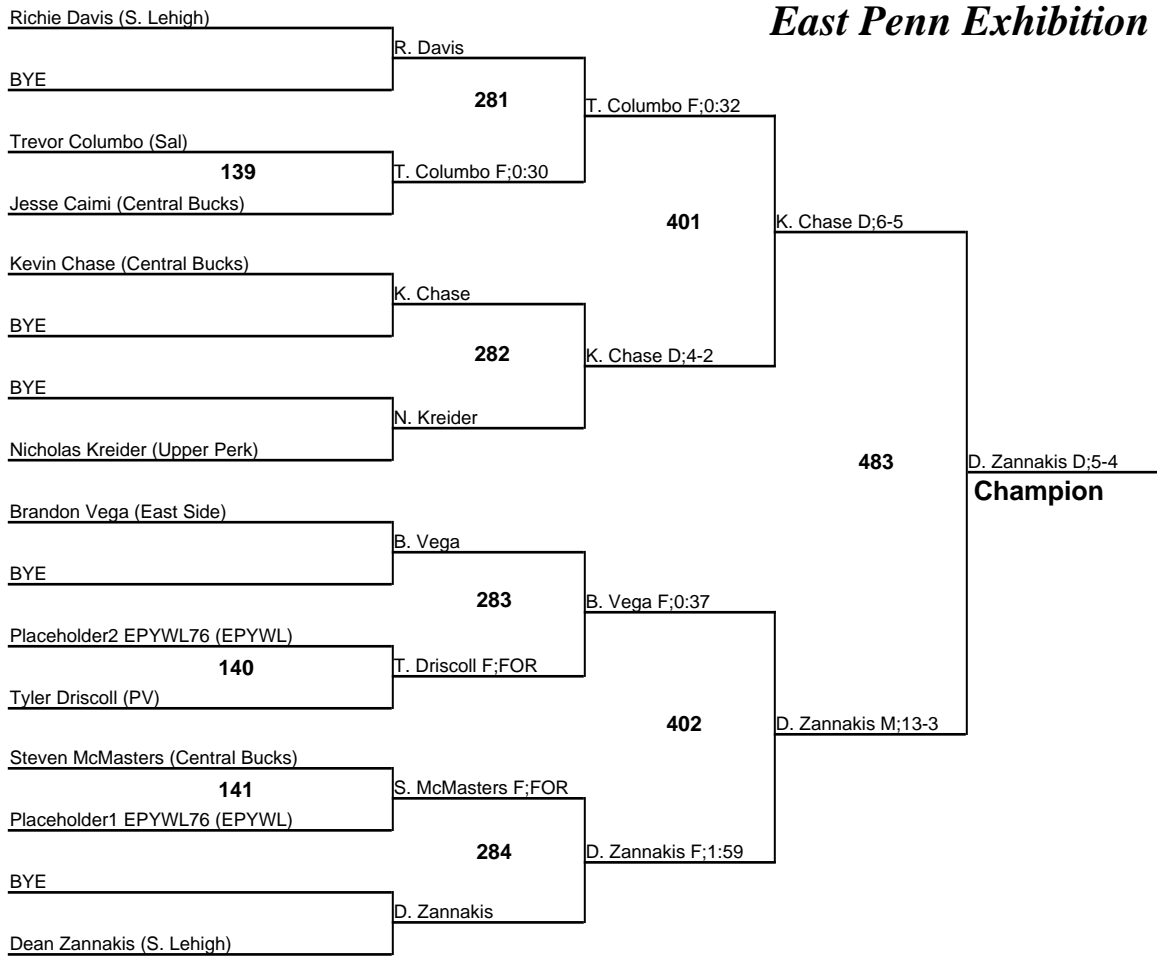 East Penn Exhibition
Richie Davis (S. Lehigh)
R. Davis
BYE
281
T. Columbo F;0:32
Trevor Columbo (Sal)
139
T. Columbo F;0:30
Jesse Caimi (Central Bucks)
401
K. Chase D;6-5
Kevin Chase (Central Bucks)
K. Chase
BYE
282
K. Chase D;4-2
BYE
N. Kreider
Nicholas Kreider (Upper Perk)
483
D. Zannakis D;5-4
Champion
Brandon Vega (East Side)
B. Vega
BYE
283
B. Vega F;0:37
Placeholder2 EPYWL76 (EPYWL)
140
T. Driscoll F;FOR
Tyler Driscoll (PV)
402
D. Zannakis M;13-3
Steven McMasters (Central Bucks)
141
S. McMasters F;FOR
Placeholder1 EPYWL76 (EPYWL)
284
D. Zannakis F;1:59
BYE
D. Zannakis
Dean Zannakis (S. Lehigh)